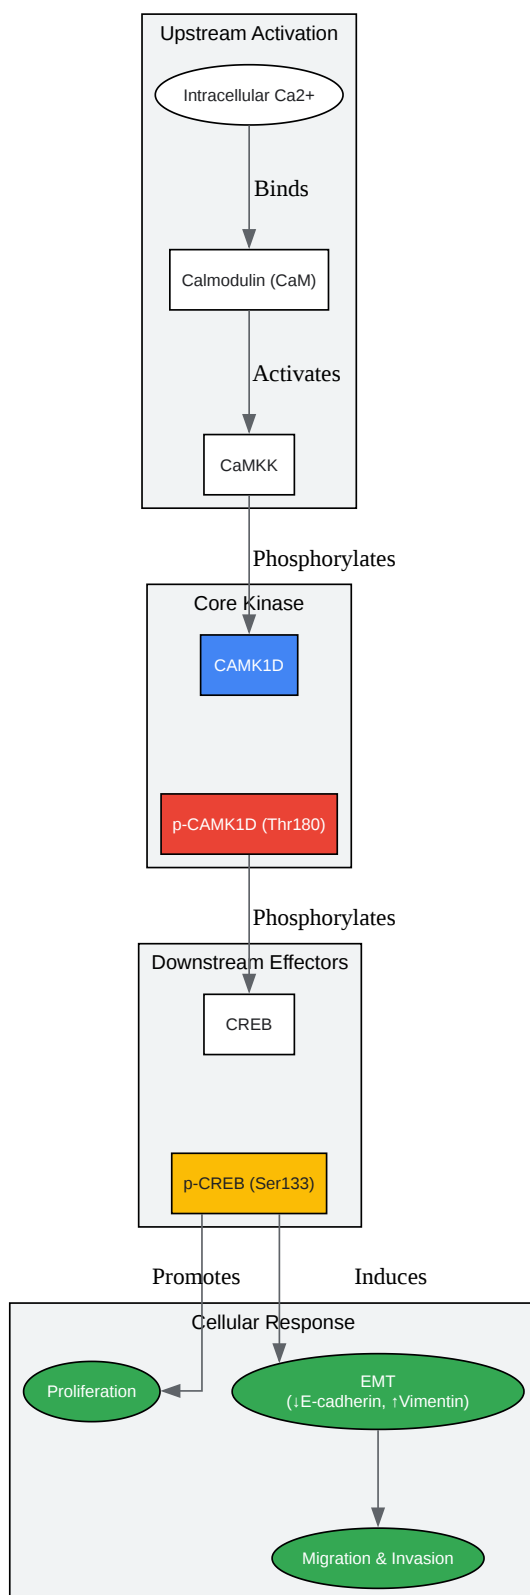 Upstream Activation
Intracellular Ca2+
Binds
Calmodulin (CaM)
Activates
CaMKK
Phosphorylates
Core Kinase
CAMK1D
p-CAMK1D (Thr180)
Phosphorylates
Downstream Effectors
CREB
p-CREB (Ser133)
Promotes
Induces
Cellular Response
Proliferation
EMT
(↓E-cadherin, ↑Vimentin)
Migration & Invasion